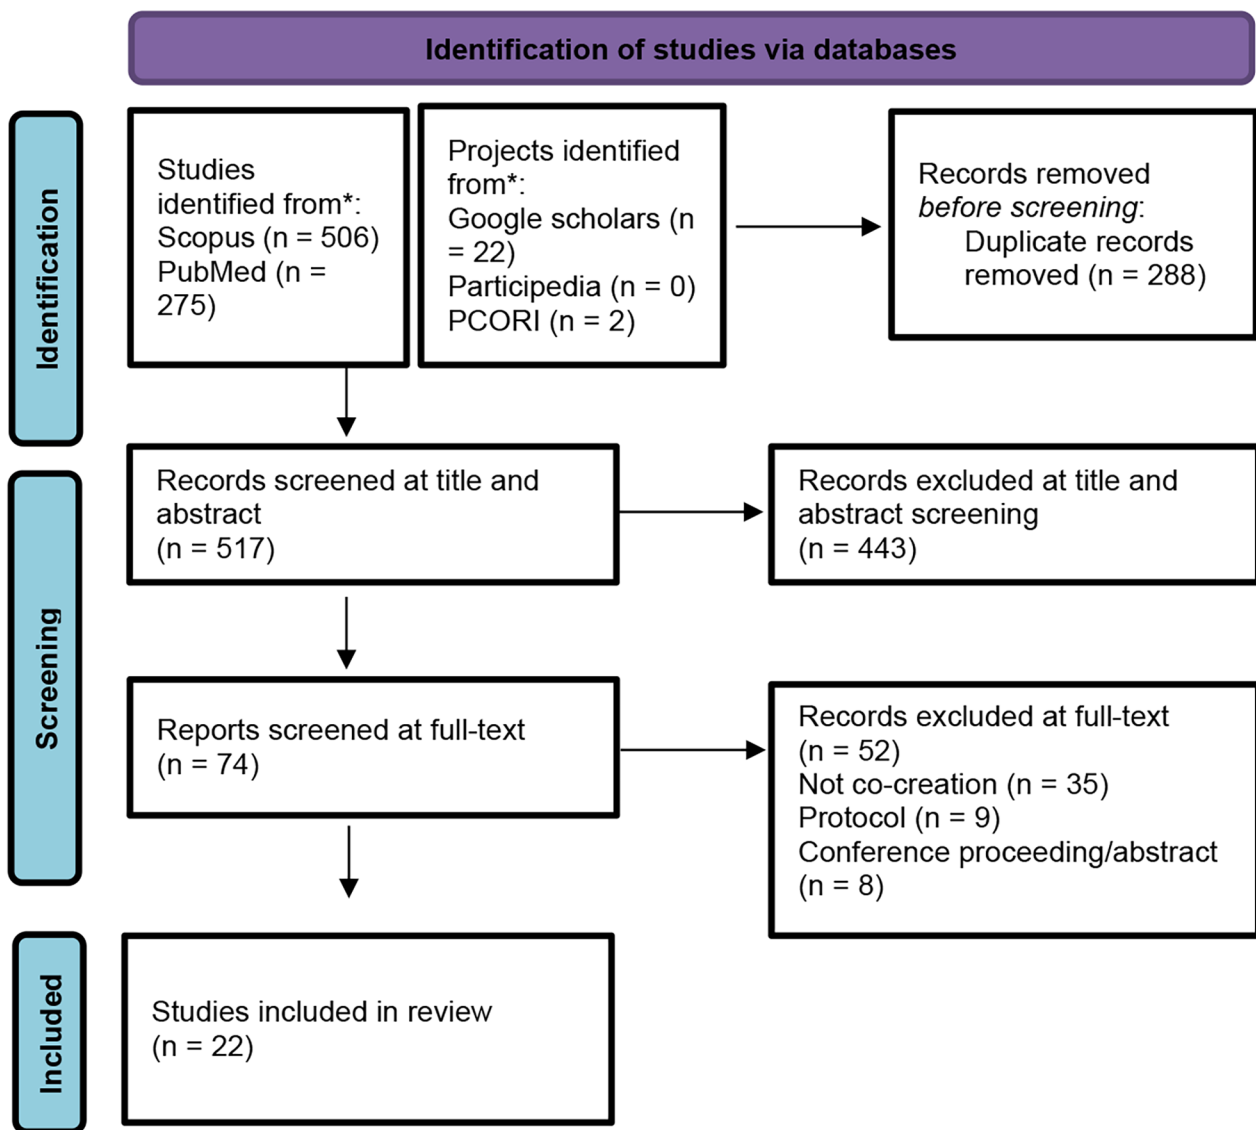 Identification of studies via databases
Identification
Studies
identified from*:
Scopus (n = 506)
PubMed (n =
275)
Projects identified
from*:
Google scholars (n
= 22)
Participedia (n = 0)
PCORI (n = 2)
Records removed
before screening:
Duplicate records
removed (n = 288)
Screening
Records screened at title and
abstract
(n = 517)
Records excluded at title and
abstract screening
(n = 443)
Reports screened at full-text
(n = 74)
Records excluded at full-text
(n = 52)
Not co-creation (n = 35)
Protocol (n = 9)
Conference proceeding/abstract
(n = 8)
Included
Studies included in review
(n = 22)